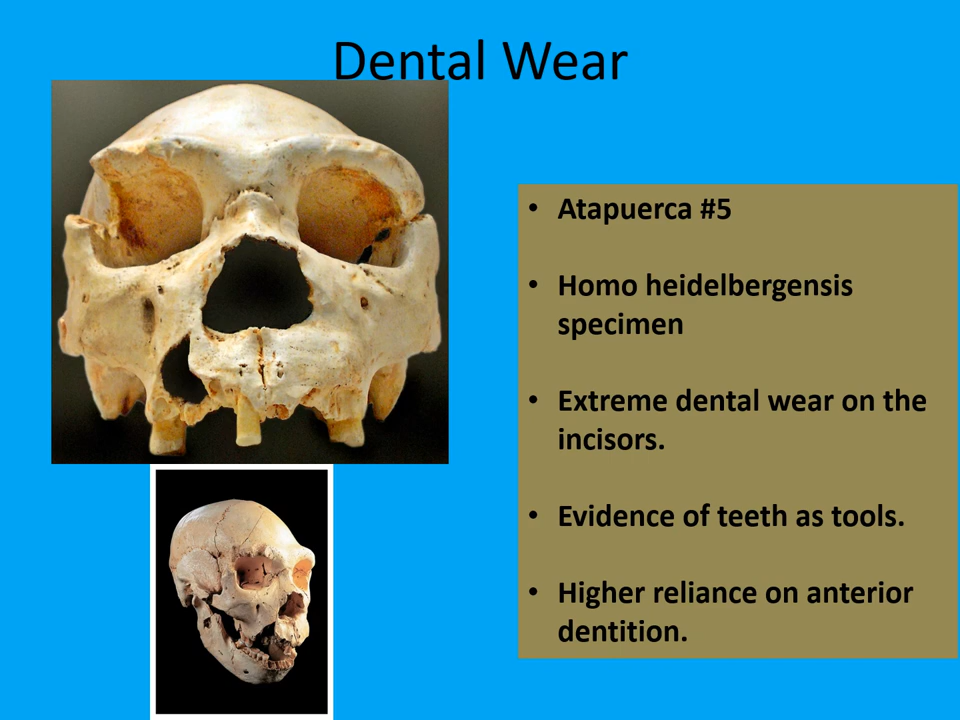 Dental Wear
• Atapuerca #5
• Homo heidelbergensis
specimen
• Extreme dental wear on the
incisors.
• Evidence of teeth as tools.
• Higher reliance on anterior
dentition.